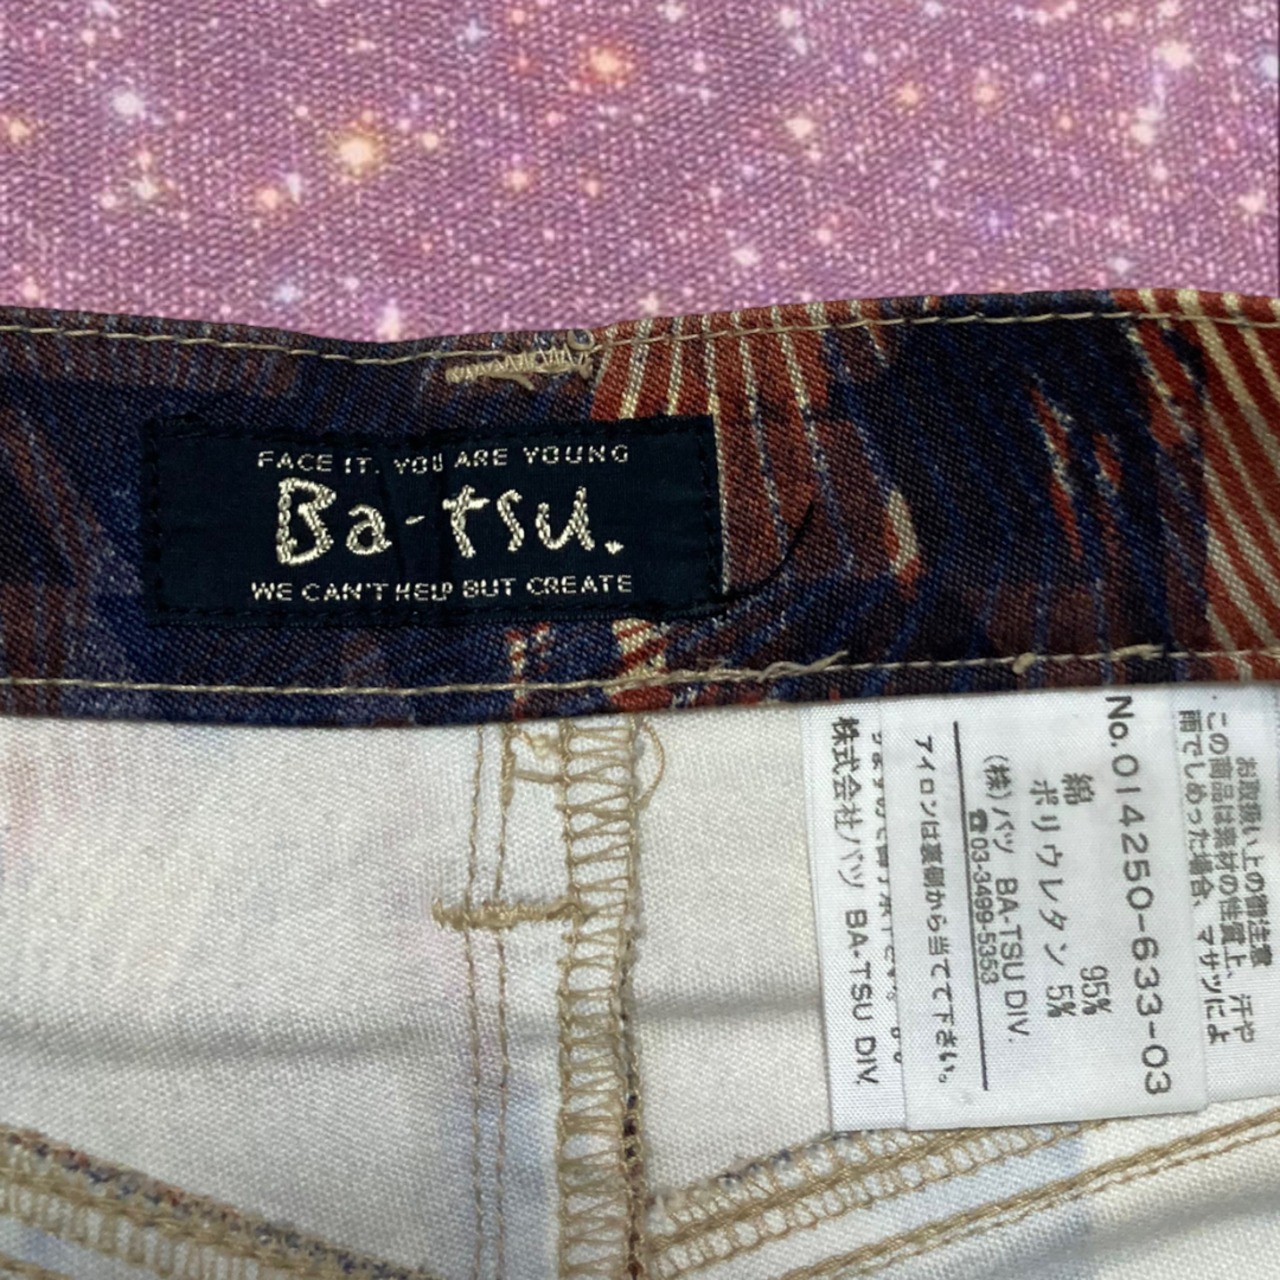 FACE IT. YOU ARE YOUNG
Ba-tsu.
WE CAN'T HELP BUT CREATE
お取扱い上の御注意
この商品は素材の性質上、汗や
雨でしめった場合、マサツによ
No.014250-633-03
綿 95%
ポリウレタン 5%
(株)バツ BA-TSU DIV.
☎03-3499-5353
アイロンは裏側から当てて下さい。
株式会社バツ BA-TSU DIV.